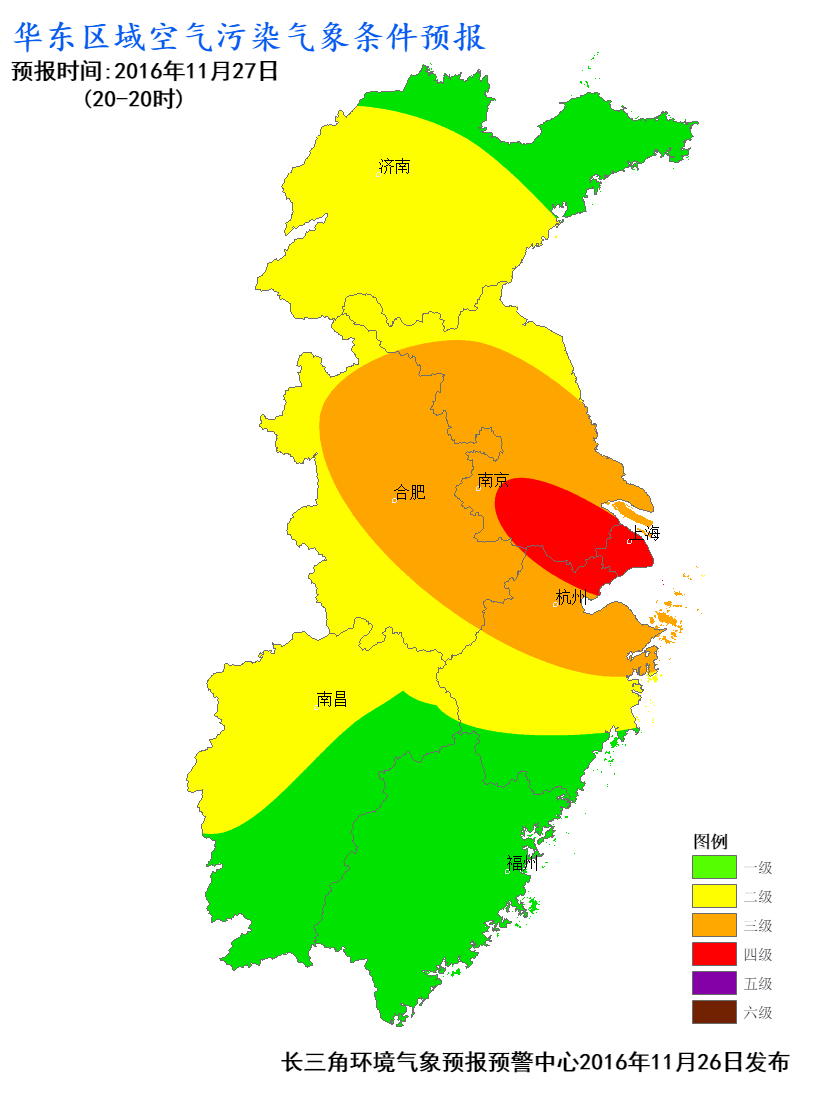 华东区域空气污染气象条件预报
预报时间:2016年11月27日
(20-20时)
济南
南京
合肥
上海
杭州
南昌
福州
图例
一级
二级
三级
四级
五级
六级
长三角环境气象预报预警中心2016年11月26日发布